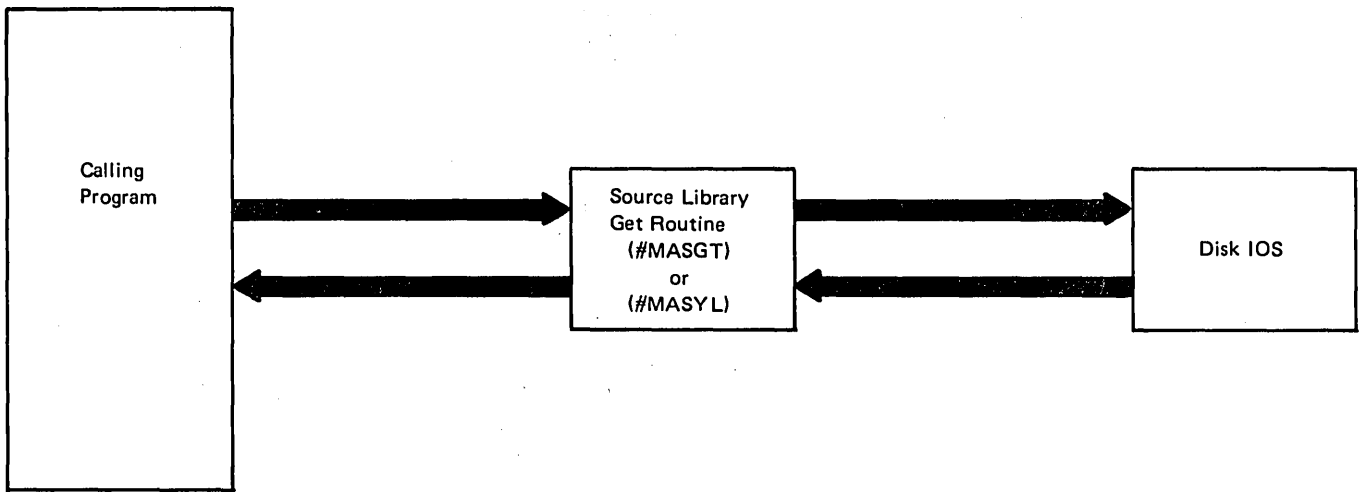 Calling
Program
Source Library
Get Routine
(#MASGT)
or
(#MASYL)
Disk IOS